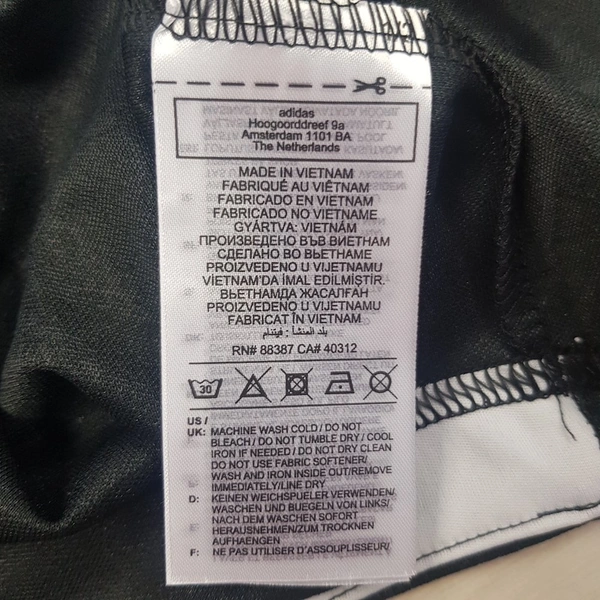 adidas
Hoogoorddreef 9a
Amsterdam 1101 BA
The Netherlands
MADE IN VIETNAM
FABRIQUÉ AU VIÊTNAM
FABRICADO EN VIETNAM
FABRICADO NO VIETNAME
GYÁRTVA: VIETNÁM
ПРОИЗВЕДЕНО ВЪВ ВИЕТНАМ
СДЕЛАНО ВО ВЬЕТНАМЕ
PROIZVEDENO U VIJETNAMU
VİETNAM'DA İMAL EDİLMİŞTİR.
ВЬЕТНАМДА ЖАСАЛҒАН
PROIZVEDENO U VIJETNAMU
FABRICAT ÎN VIETNAM
بلد المنشأ : فيتنام
RN# 88387 CA# 40312
30
US /
UK: MACHINE WASH COLD/ DO NOT
BLEACH/ DO NOT TUMBLE DRY/ COOL
IRON IF NEEDED / DO NOT DRY CLEAN
DO NOT USE FABRIC SOFTENER/
WASH AND IRON INSIDE OUT/REMOVE
IMMEDIATELY/LINE DRY
D: KEINEN WEICHSPUELER VERWENDEN/
WASCHEN UND BUEGELN VON LINKS/
NACH DEM WASCHEN SOFORT
HERAUSNEHMEN/ZUM TROCKNEN
AUFHAENGEN
F: NE PAS UTILISER D'ASSOUPLISSEUR/